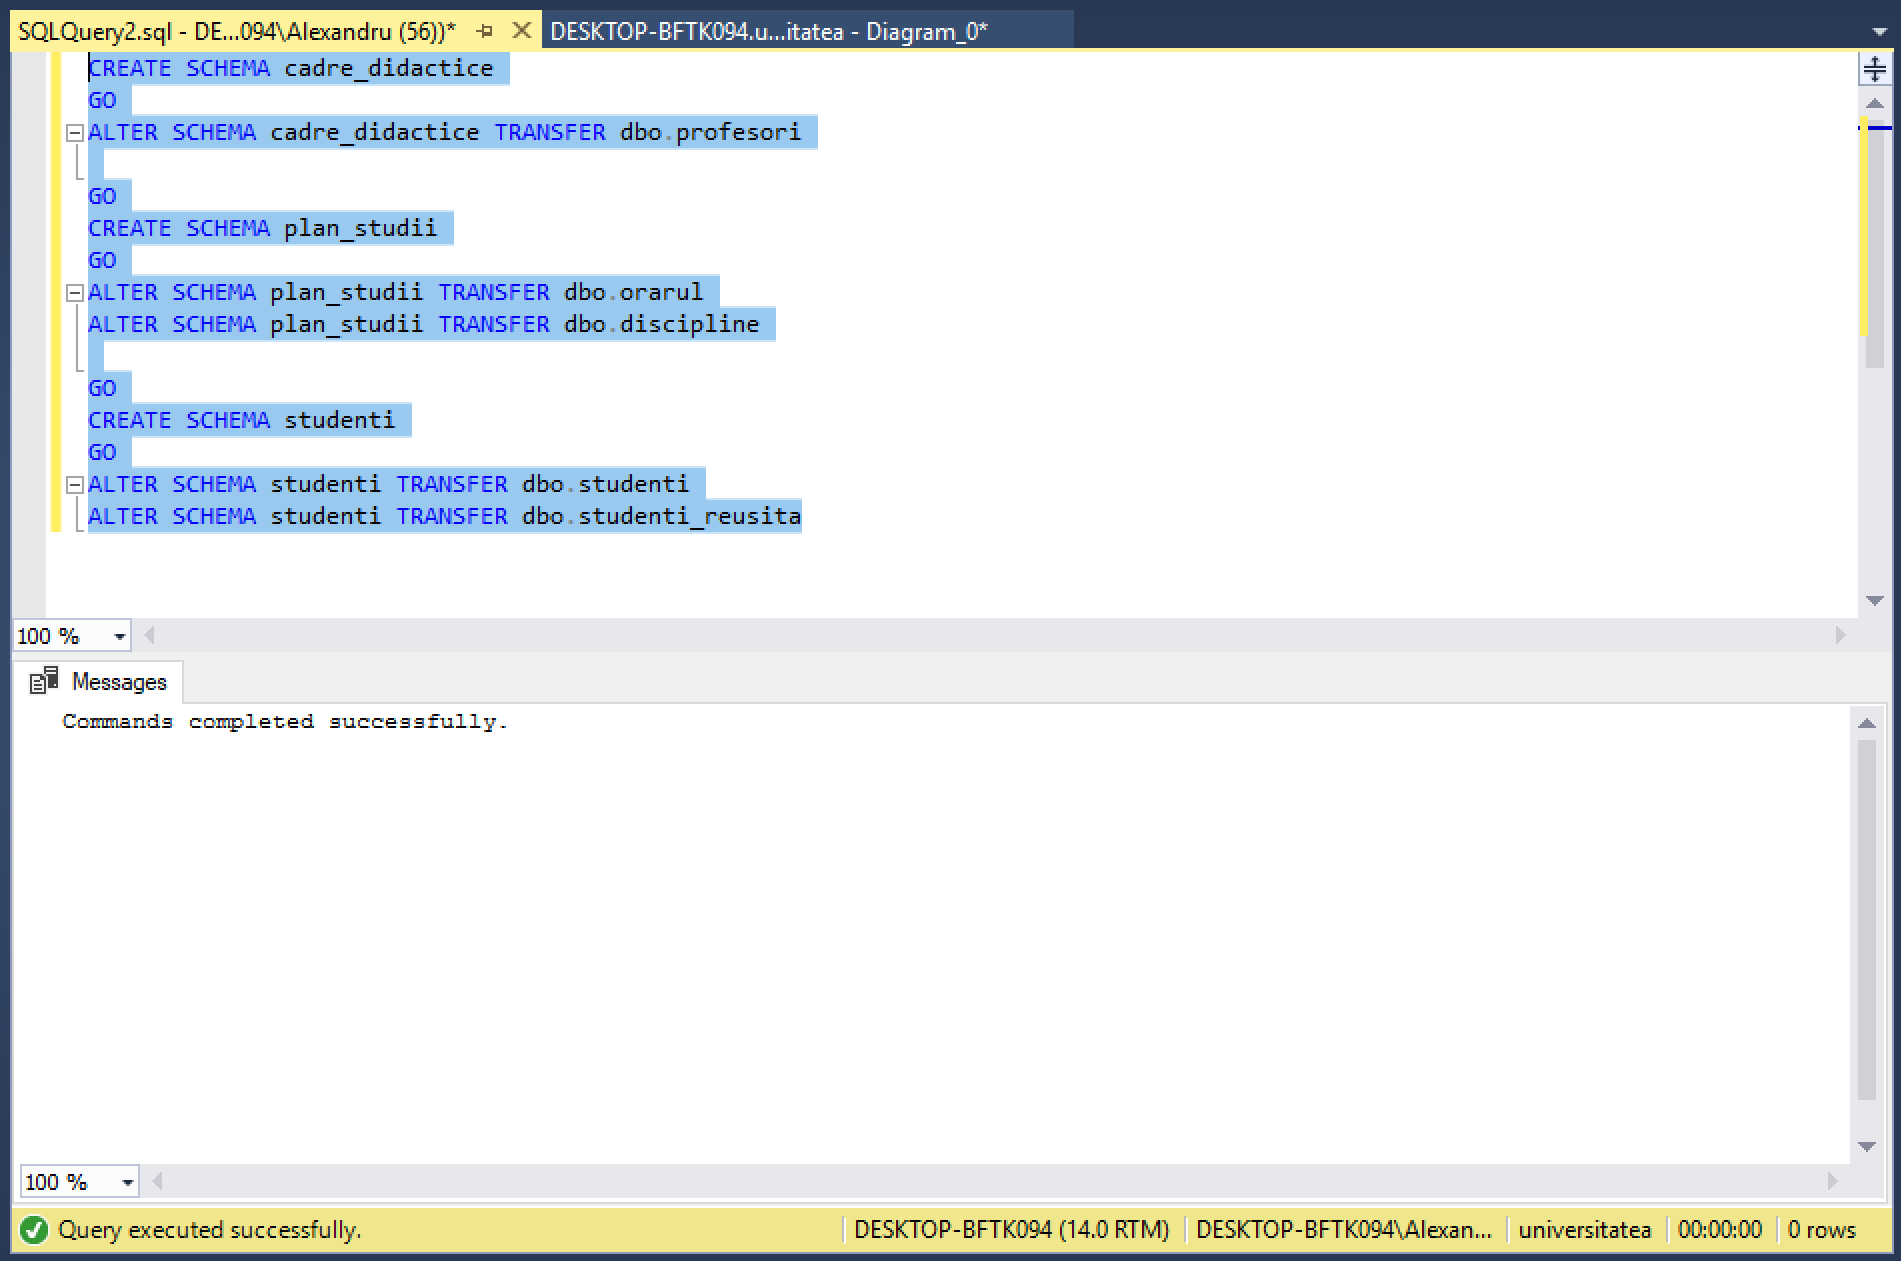 SQLQuery2.sql - DE...094\Alexandru (56))*
DESKTOP-BFTK094.u...itatea - Diagram_0*
CREATE SCHEMA cadre_didactice
GO
ALTER SCHEMA cadre_didactice TRANSFER dbo.profesori
GO
CREATE SCHEMA plan_studii
GO
ALTER SCHEMA plan_studii TRANSFER dbo.orarul
ALTER SCHEMA plan_studii TRANSFER dbo.discipline
GO
CREATE SCHEMA studenti
GO
ALTER SCHEMA studenti TRANSFER dbo.studenti
ALTER SCHEMA studenti TRANSFER dbo.studenti_reusita
100 %
Messages
Commands completed successfully.
100 %
Query executed successfully.
DESKTOP-BFTK094 (14.0 RTM)
DESKTOP-BFTK094\Alexan...
universitatea
00:00:00
0 rows